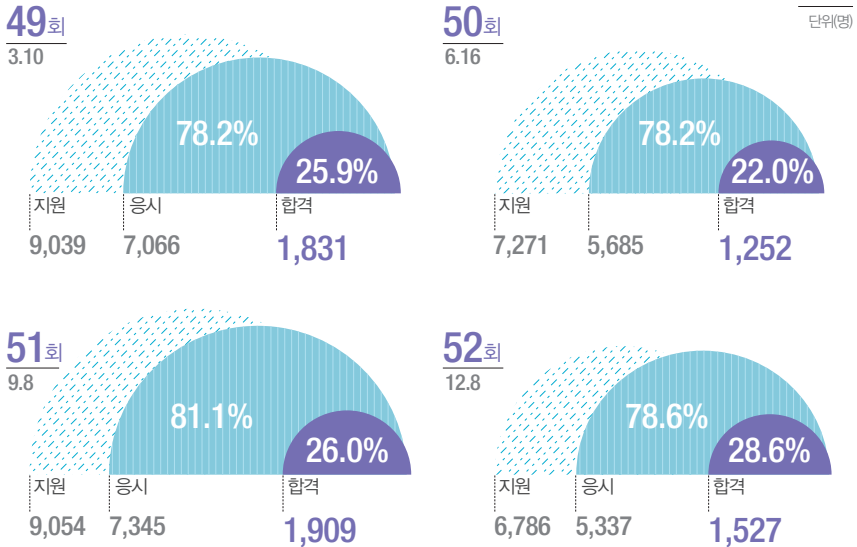 49회
3.10
78.2%
25.9%
지원
응시
합격
9,039
7,066
1,831
단위(명)
50회
6.16
78.2%
22.0%
지원
응시
합격
7,271
5,685
1,252
51회
9.8
81.1%
26.0%
지원
응시
합격
9,054
7,345
1,909
52회
12.8
78.6%
28.6%
지원
응시
합격
6,786
5,337
1,527